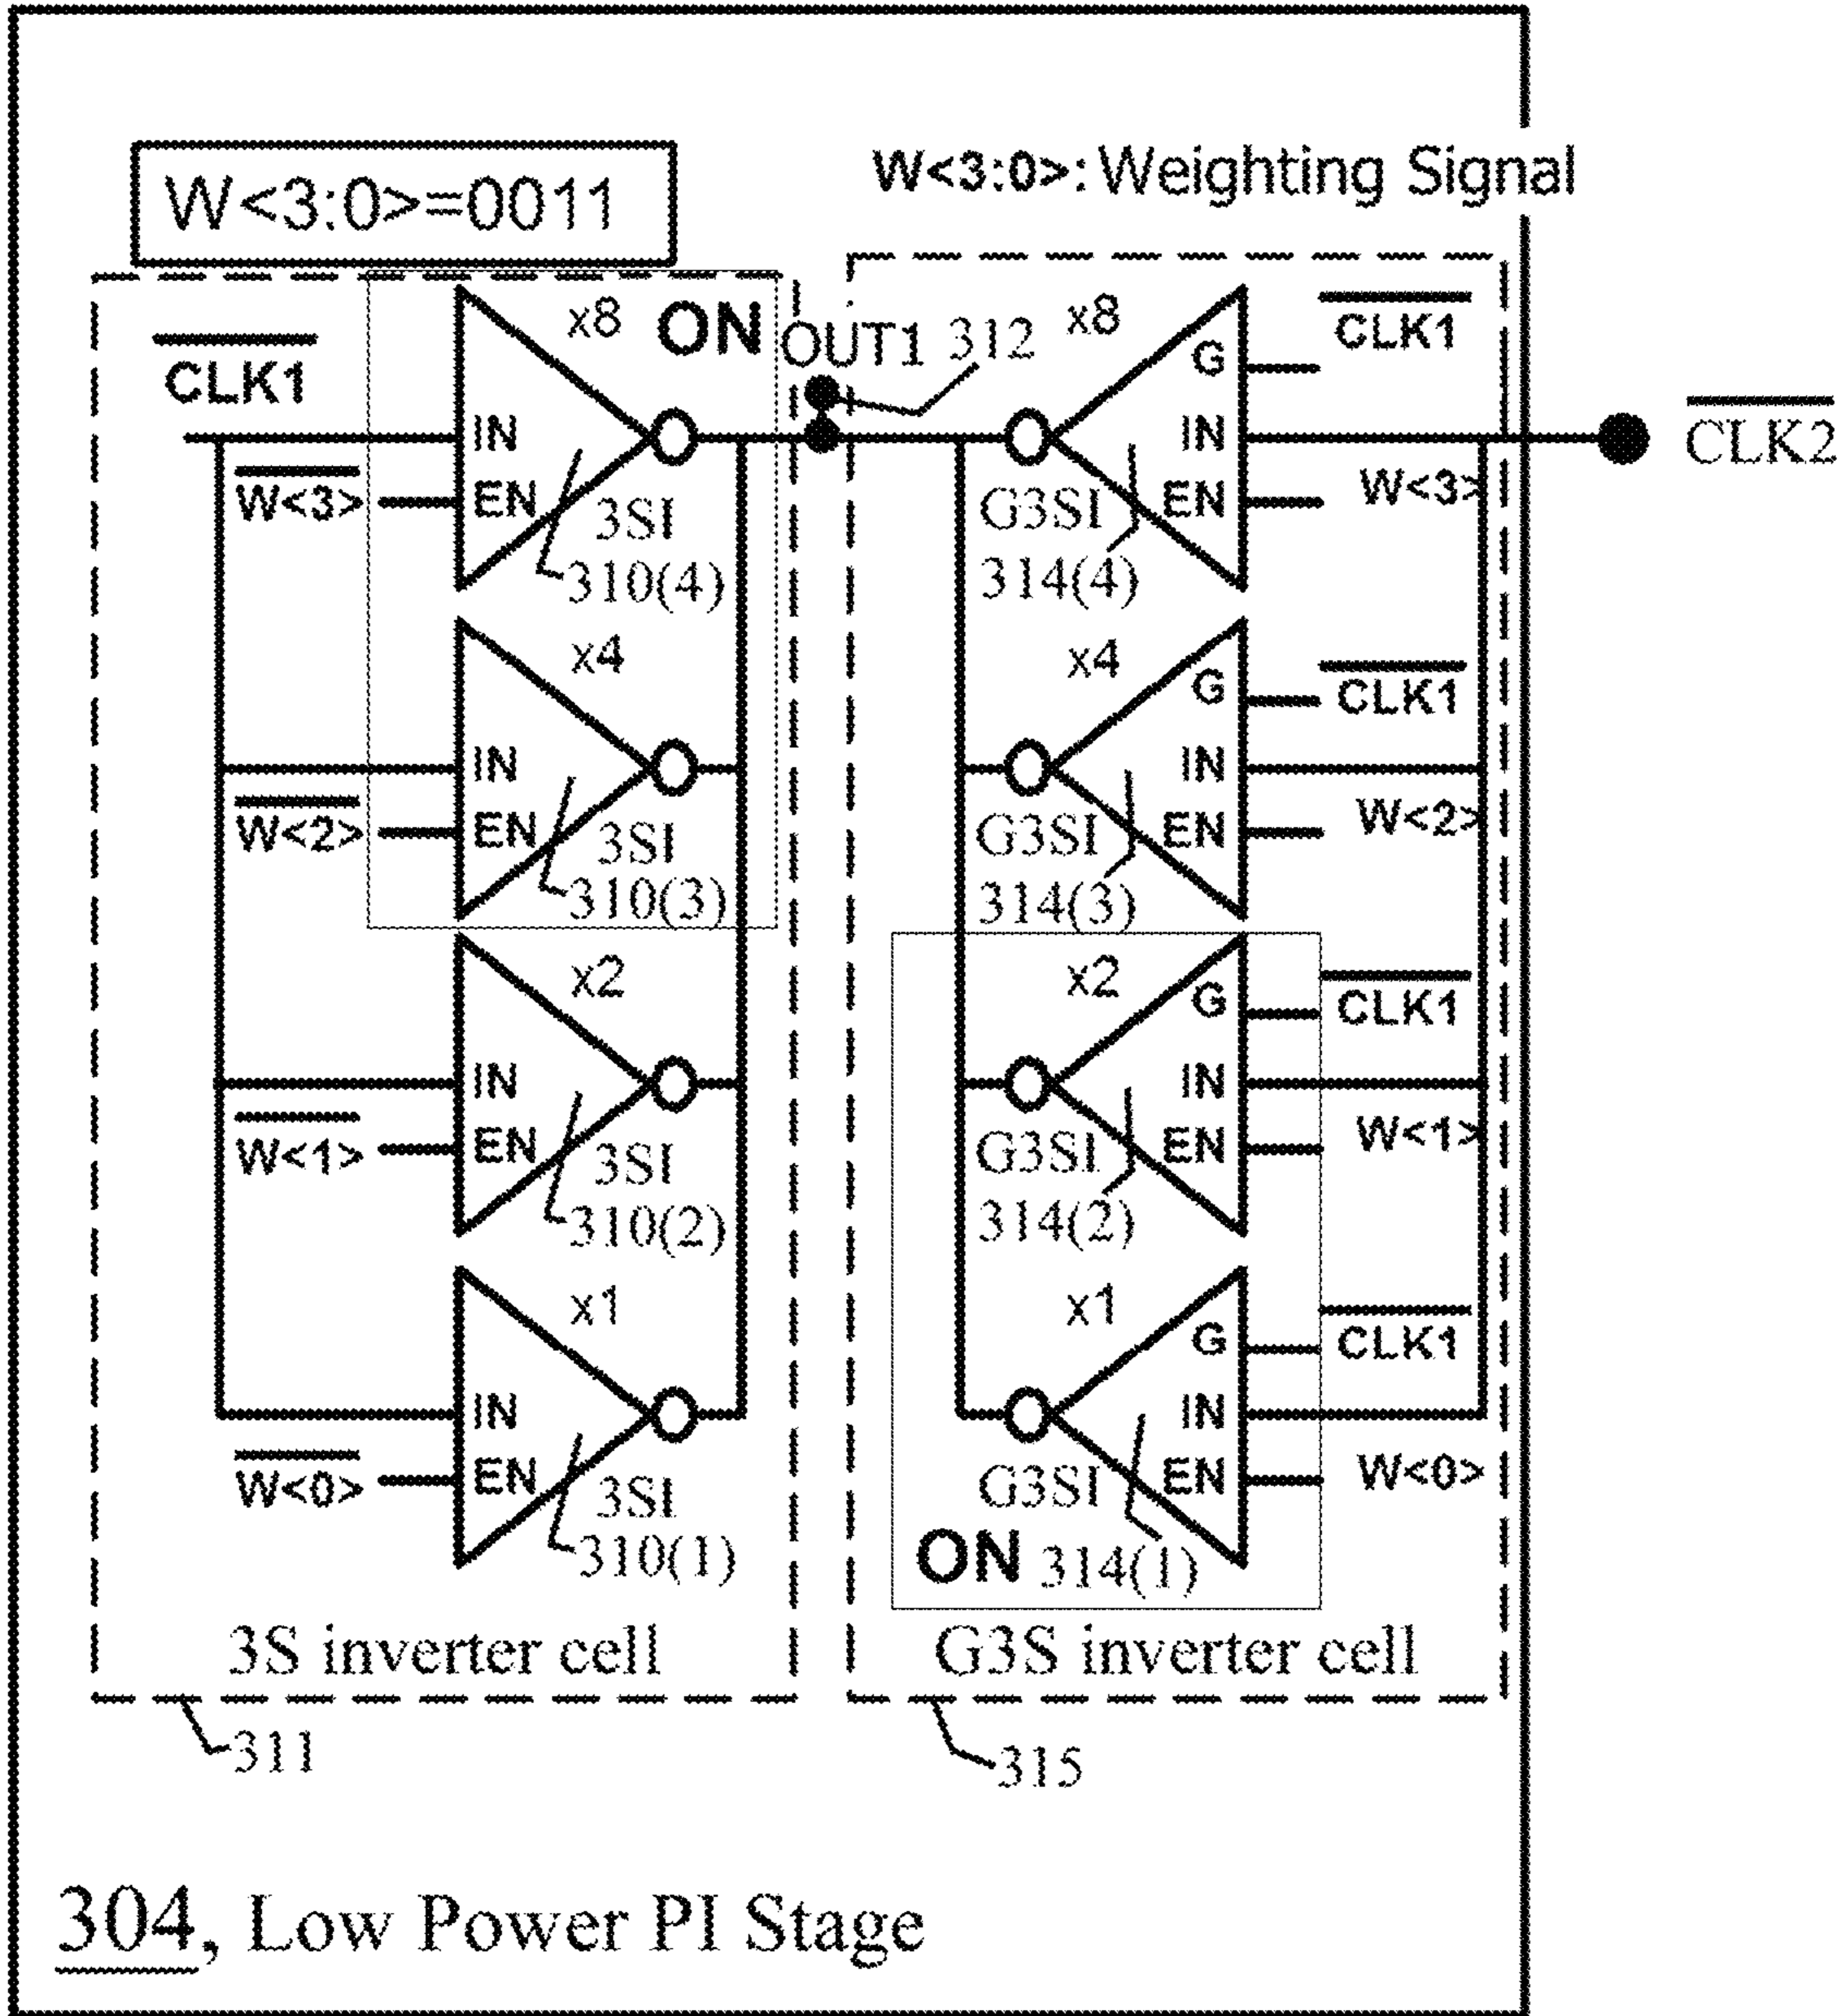 W<3:0>=0011
W<3:0>: Weighting Signal
CLK1
x8
ON
OUT1
312
x8
G
CLK1
IN
IN
CLK2
W<3>
EN
3SI
310(4)
G3SI
314(4)
EN
W<3>
x4
x4
G
CLK1
IN
IN
W<2>
EN
3SI
310(3)
G3SI
314(3)
EN
W<2>
x2
x2
G
CLK1
IN
IN
W<1>
EN
3SI
310(2)
G3SI
314(2)
EN
W<1>
x1
x1
G
CLK1
IN
IN
W<0>
EN
3SI
310(1)
G3SI
ON 314(1)
EN
W<0>
3S inverter cell
G3S inverter cell
311
315
304, Low Power PI Stage